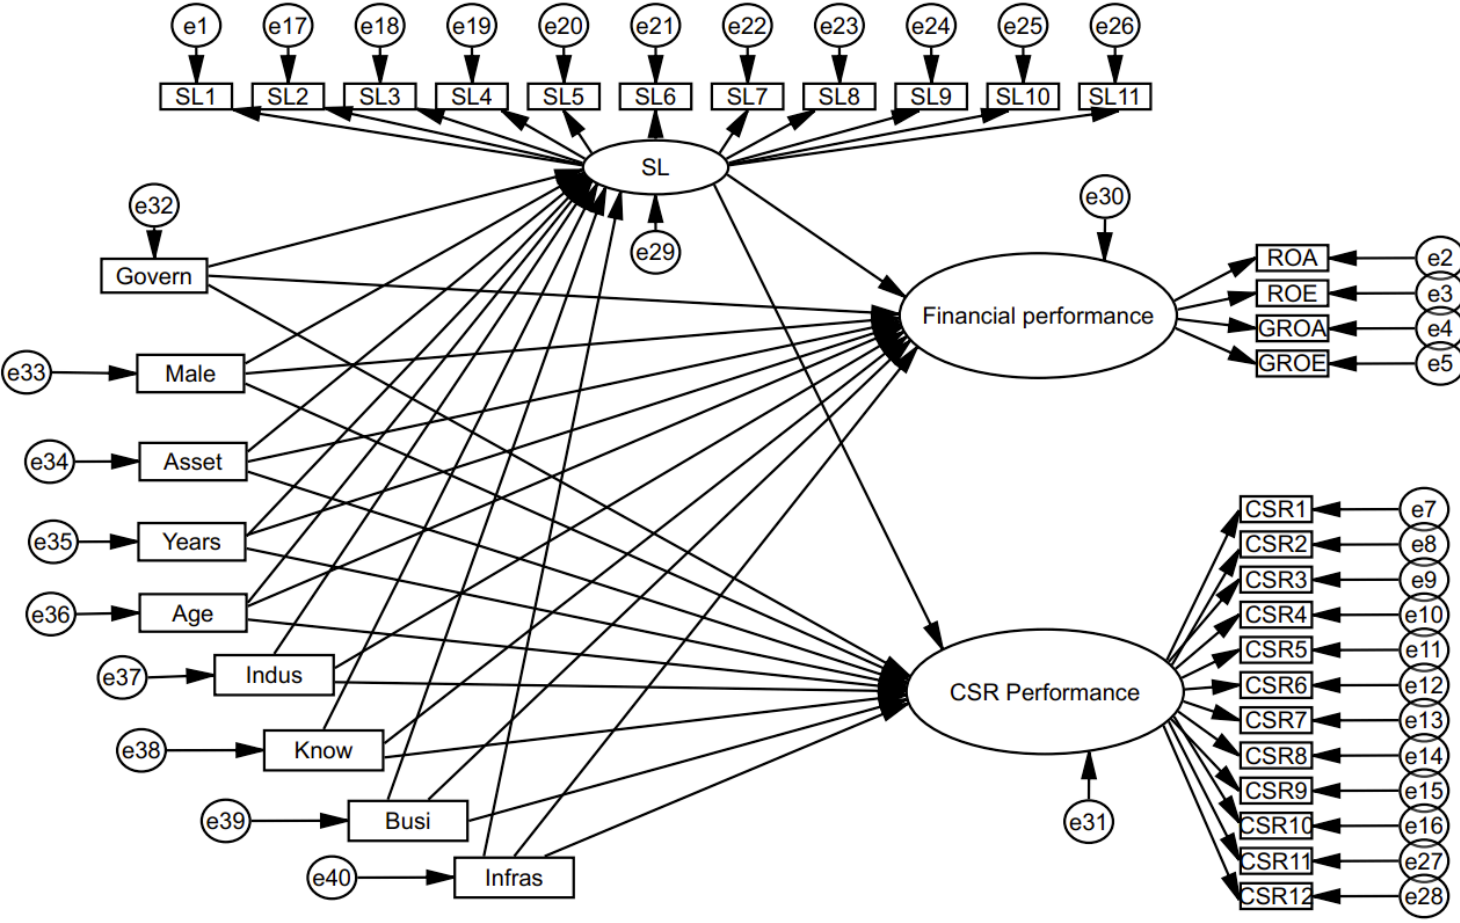 e1 e17 e18 e19 e20 e21 e22 e23 e24 e25 e26
SL1 SL2 SL3 SL4 SL5 SL6 SL7 SL8 SL9 SL10 SL11
SL
e32
e30
e29
Govern
ROA e2
ROE e3
Financial performance
GROA e4
GROE e5
e33 Male
e34 Asset
CSR1 e7
e35 Years
CSR2 e8
CSR3 e9
e36 Age
CSR4 e10
CSR5 e11
e37 Indus
CSR6 e12
CSR Performance
CSR7 e13
e38 Know
CSR8 e14
CSR9 e15
e39 Busi
e31
CSR10 e16
CSR11 e27
e40 Infras
CSR12 e28